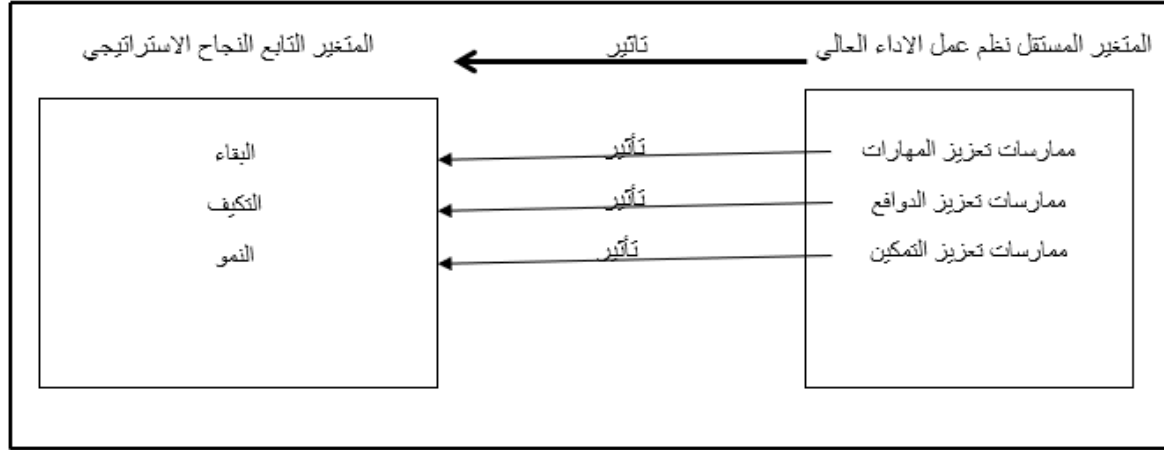 المتغير المستقل نظم عمل الاداء العالي
تاثير
المتغير التابع النجاح الاستراتيجي
ممارسات تعزيز المهارات
تأثير
البقاء
ممارسات تعزيز الدوافع
تأثير
التكيف
ممارسات تعزيز التمكين
تأثير
النمو